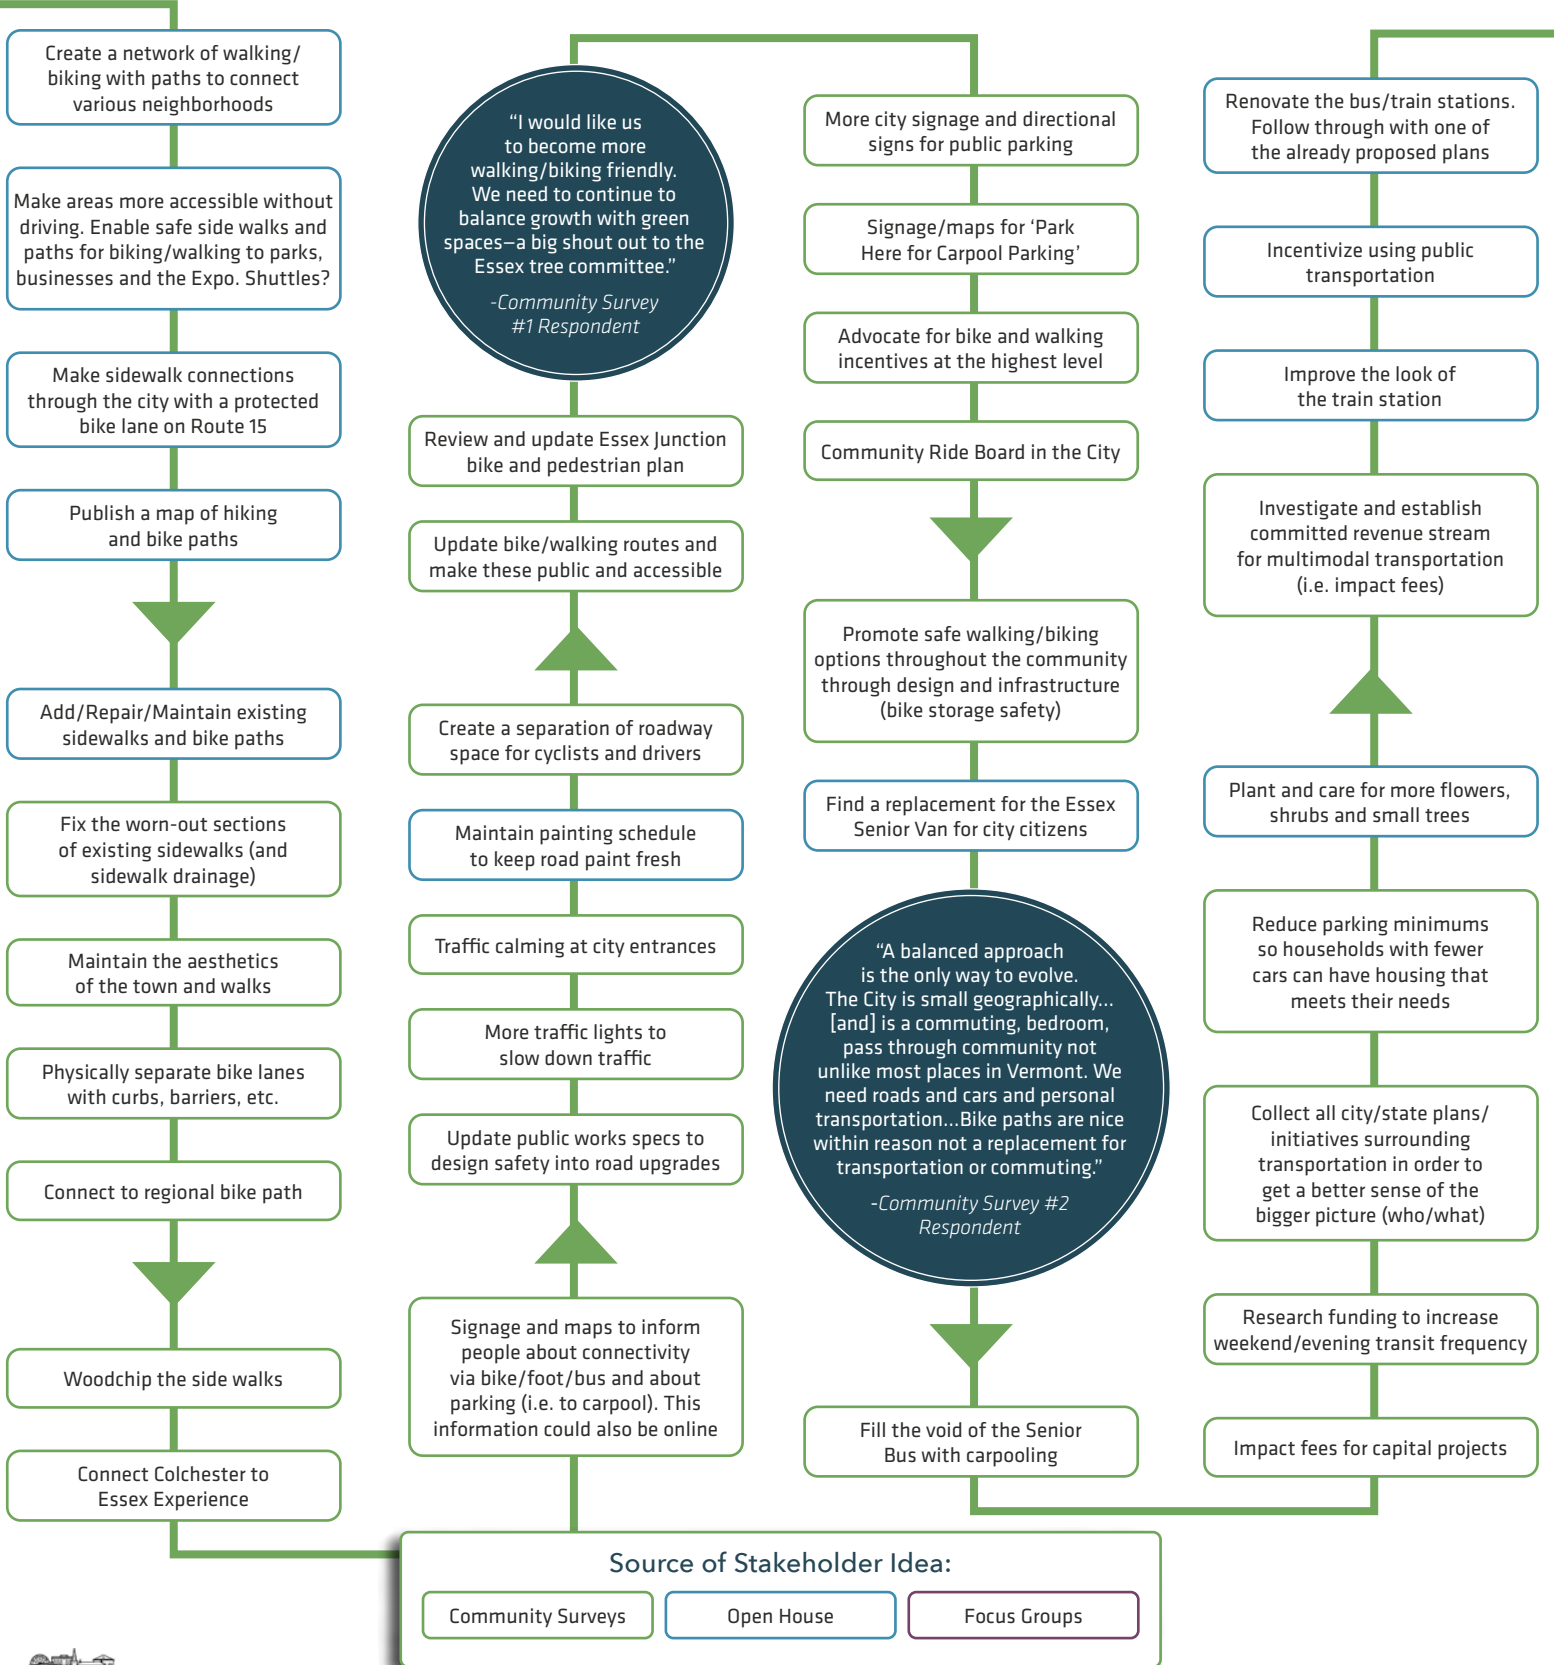 Create a network of walking/
biking with paths to connect
various neighborhoods
Make areas more accessible without
driving. Enable safe side walks and
paths for biking/walking to parks,
businesses and the Expo. Shuttles?
Make sidewalk connections
through the city with a protected
bike lane on Route 15
Publish a map of hiking
and bike paths
Add/Repair/Maintain existing
sidewalks and bike paths
Fix the worn-out sections
of existing sidewalks (and
sidewalk drainage)
Maintain the aesthetics
of the town and walks
Physically separate bike lanes
with curbs, barriers, etc.
Connect to regional bike path
Woodchip the side walks
Connect Colchester to
Essex Experience
“I would like us
to become more
walking/biking friendly.
We need to continue to
balance growth with green
spaces—a big shout out to the
Essex tree committee.”
-Community Survey
#1 Respondent
Review and update Essex Junction
bike and pedestrian plan
Update bike/walking routes and
make these public and accessible
Create a separation of roadway
space for cyclists and drivers
Maintain painting schedule
to keep road paint fresh
Traffic calming at city entrances
More traffic lights to
slow down traffic
Update public works specs to
design safety into road upgrades
Signage and maps to inform
people about connectivity
via bike/foot/bus and about
parking (i.e. to carpool). This
information could also be online
More city signage and directional
signs for public parking
Signage/maps for ‘Park
Here for Carpool Parking’
Advocate for bike and walking
incentives at the highest level
Community Ride Board in the City
Promote safe walking/biking
options throughout the community
through design and infrastructure
(bike storage safety)
Find a replacement for the Essex
Senior Van for city citizens
“A balanced approach
is the only way to evolve.
The City is small geographically...
[and] is a commuting, bedroom,
pass through community not
unlike most places in Vermont. We
need roads and cars and personal
transportation...Bike paths are nice
within reason not a replacement for
transportation or commuting.”
-Community Survey #2
Respondent
Fill the void of the Senior
Bus with carpooling
Renovate the bus/train stations.
Follow through with one of
the already proposed plans
Incentivize using public
transportation
Improve the look of
the train station
Investigate and establish
committed revenue stream
for multimodal transportation
(i.e. impact fees)
Plant and care for more flowers,
shrubs and small trees
Reduce parking minimums
so households with fewer
cars can have housing that
meets their needs
Collect all city/state plans/
initiatives surrounding
transportation in order to
get a better sense of the
bigger picture (who/what)
Research funding to increase
weekend/evening transit frequency
Impact fees for capital projects
Source of Stakeholder Idea:
Community Surveys
Open House
Focus Groups